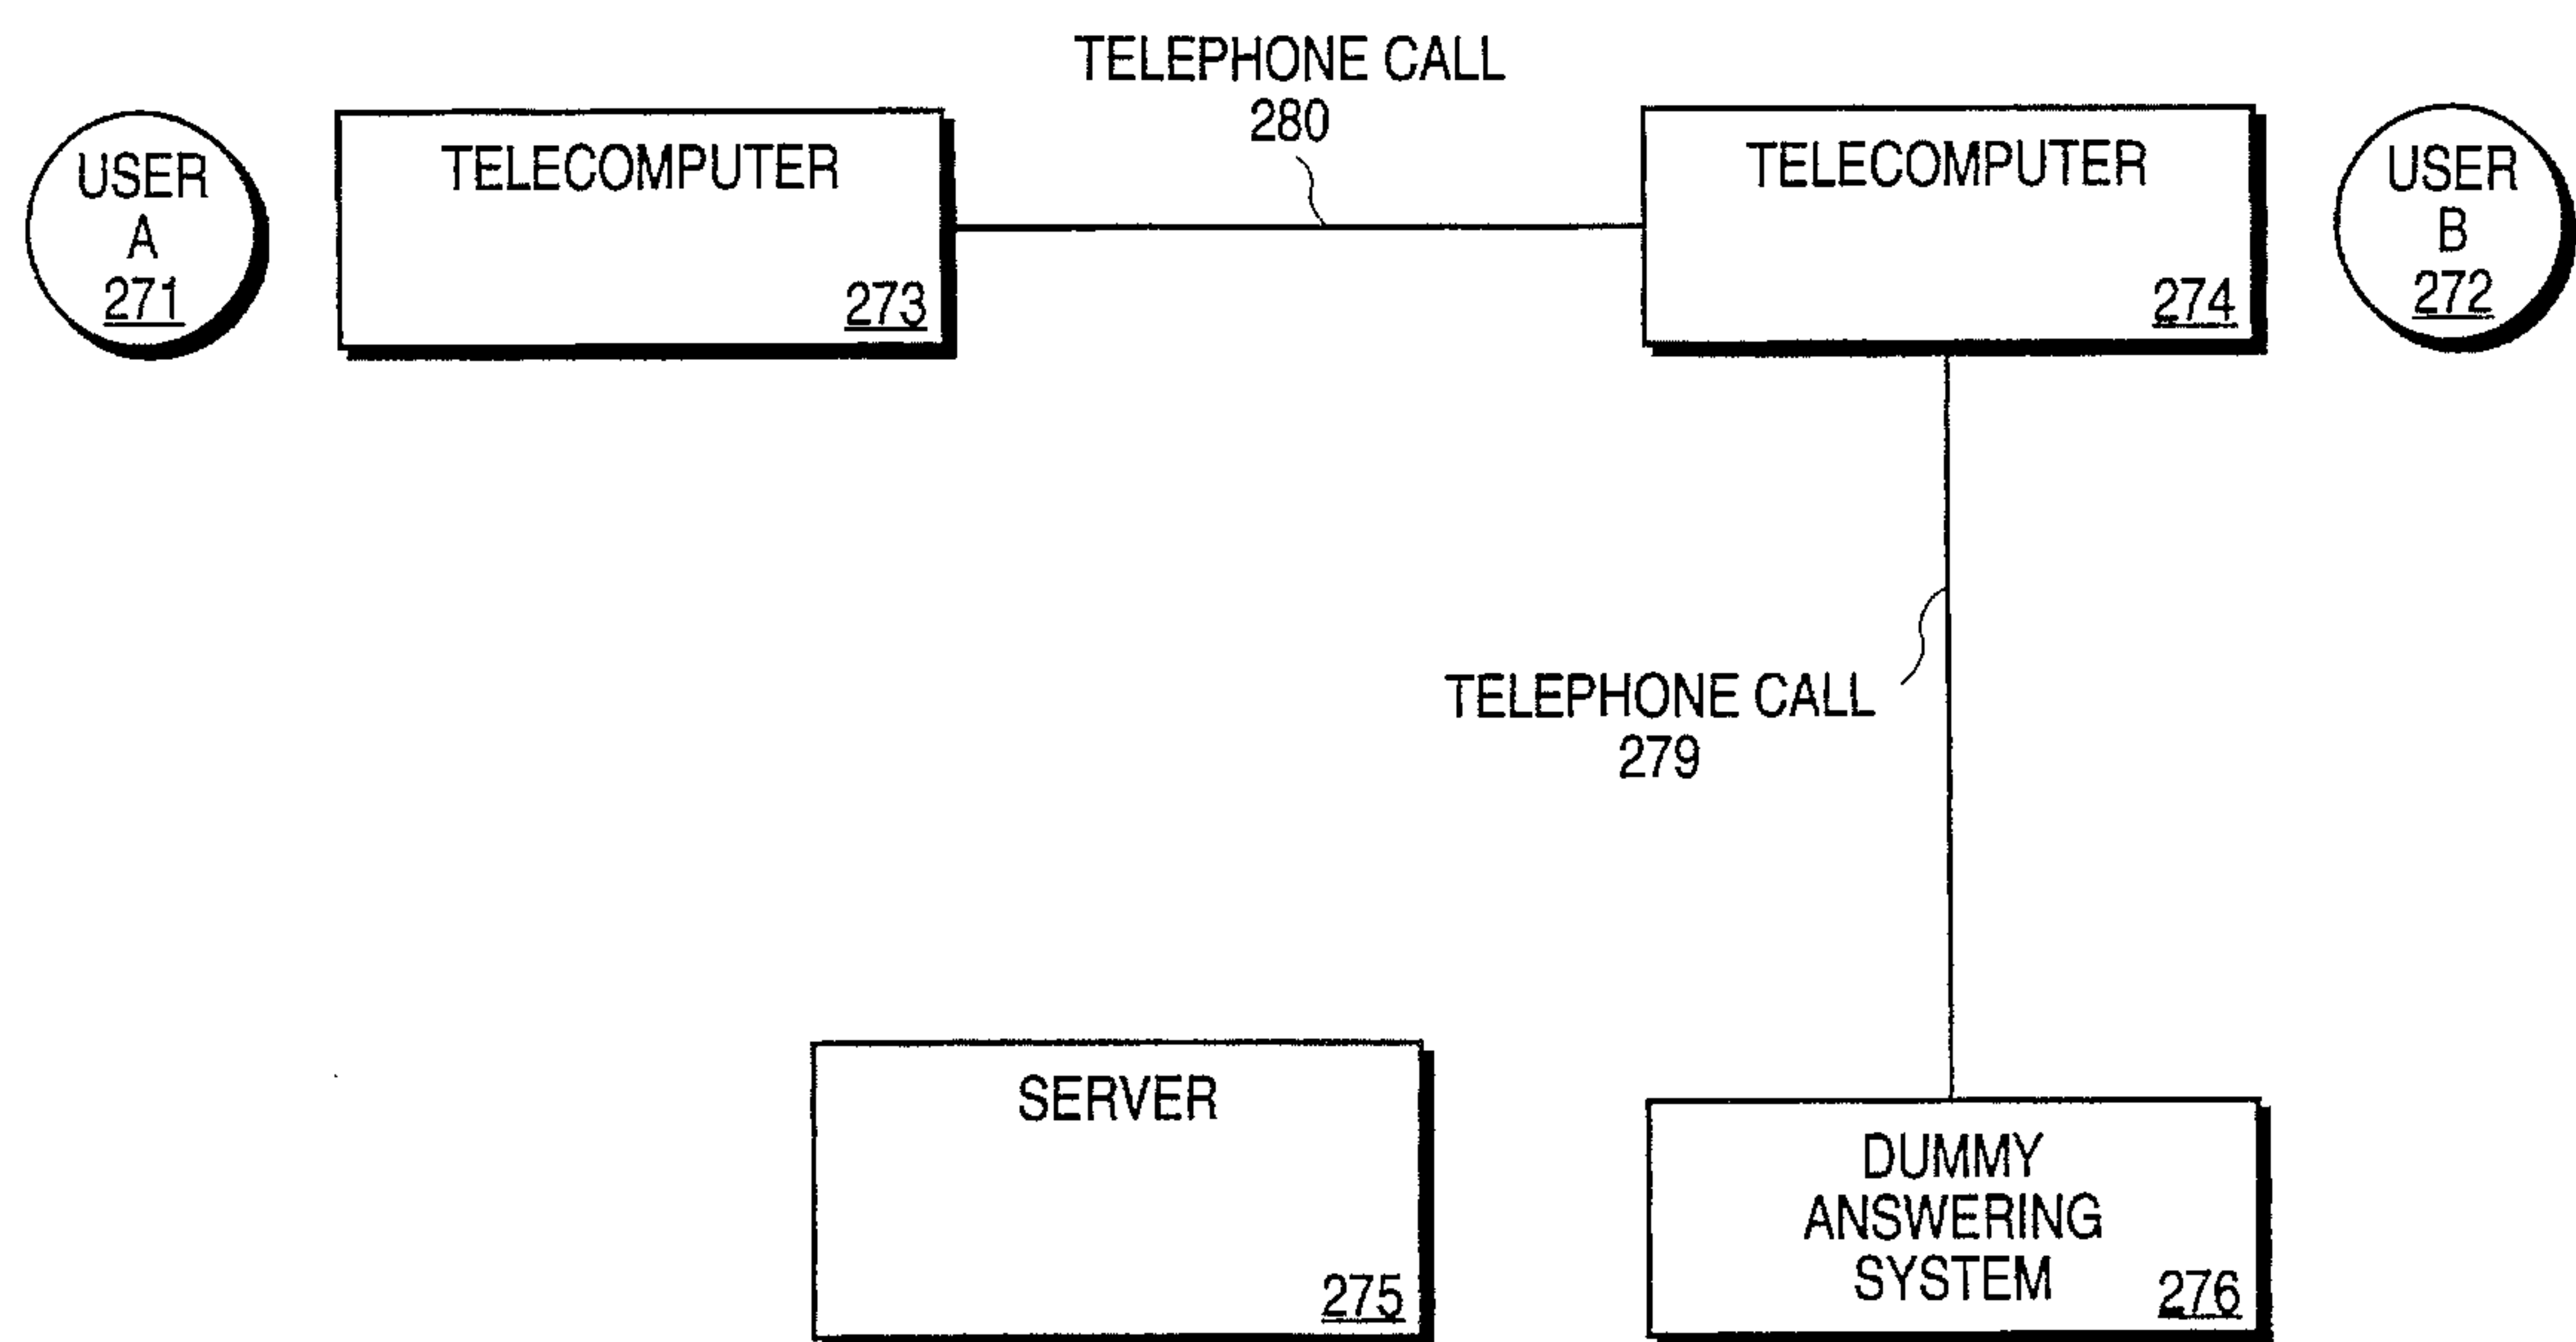 TELEPHONE CALL
280
USER
A
271
TELECOMPUTER
273
TELECOMPUTER
274
USER
B
272
TELEPHONE CALL
279
SERVER
275
DUMMY
ANSWERING
SYSTEM
276